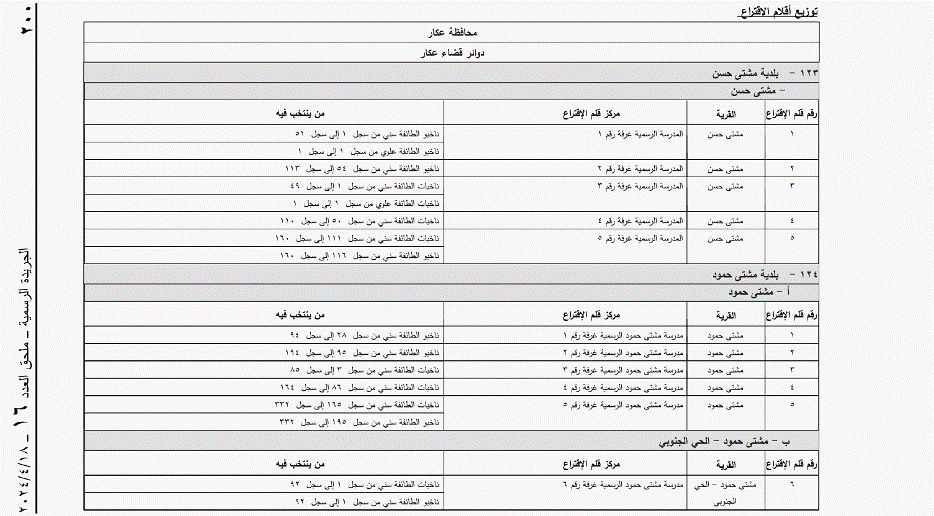 توزيع أقلام الاقتراع
٢٠٠
الجريدة الرسمية – ملحق العدد ١٦ – ٢٠٢٤/٤/١٨
محافظة عكار
دوائر قضاء عكار
١٢٣ - بلدية مشتى حسن
- مشتى حسن
رقم قلم الإقتراع القرية مركز قلم الإقتراع من ينتخب فيه
١ مشتى حسن المدرسة الرسمية غرفة رقم ١ ناخبو الطائفة سني من سجل ١ إلى سجل ٥١
ناخبو الطائفة علوي من سجل ١ إلى سجل ١
٢ مشتى حسن المدرسة الرسمية غرفة رقم ٢ ناخبو الطائفة سني من سجل ٥٤ إلى سجل ١١٣
٣ مشتى حسن المدرسة الرسمية غرفة رقم ٣ ناخبات الطائفة سني من سجل ١ إلى سجل ٤٩
ناخبات الطائفة علوي من سجل ١ إلى سجل ١
٤ مشتى حسن المدرسة الرسمية غرفة رقم ٤ ناخبات الطائفة سني من سجل ٥٠ إلى سجل ١١٠
٥ مشتى حسن المدرسة الرسمية غرفة رقم ٥ ناخبات الطائفة سني من سجل ١١١ إلى سجل ١٦٠
ناخبو الطائفة سني من سجل ١١٦ إلى سجل ١٦٠
١٢٤ - بلدية مشتى حمود
أ - مشتى حمود
رقم قلم الإقتراع القرية مركز قلم الإقتراع من ينتخب فيه
١ مشتى حمود مدرسة مشتى حمود الرسمية غرفة رقم ١ ناخبو الطائفة سني من سجل ٢٨ إلى سجل ٩٤
٢ مشتى حمود مدرسة مشتى حمود الرسمية غرفة رقم ٢ ناخبو الطائفة سني من سجل ٩٥ إلى سجل ١٩٤
٣ مشتى حمود مدرسة مشتى حمود الرسمية غرفة رقم ٣ ناخبات الطائفة سني من سجل ٣ إلى سجل ٨٥
٤ مشتى حمود مدرسة مشتى حمود الرسمية غرفة رقم ٤ ناخبات الطائفة سني من سجل ٨٦ إلى سجل ١٦٤
٥ مشتى حمود مدرسة مشتى حمود الرسمية غرفة رقم ٥ ناخبات الطائفة سني من سجل ١٦٥ إلى سجل ٣٣٢
ناخبو الطائفة سني من سجل ١٩٥ إلى سجل ٣٣٢
ب - مشتى حمود - الحي الجنوبي
رقم قلم الإقتراع القرية مركز قلم الإقتراع من ينتخب فيه
٦ مشتى حمود - الحي مدرسة مشتى حمود الرسمية غرفة رقم ٦ ناخبات الطائفة سني من سجل ١ إلى سجل ٩٢
الجنوبي ناخبو الطائفة سني من سجل ١ إلى سجل ٩٢